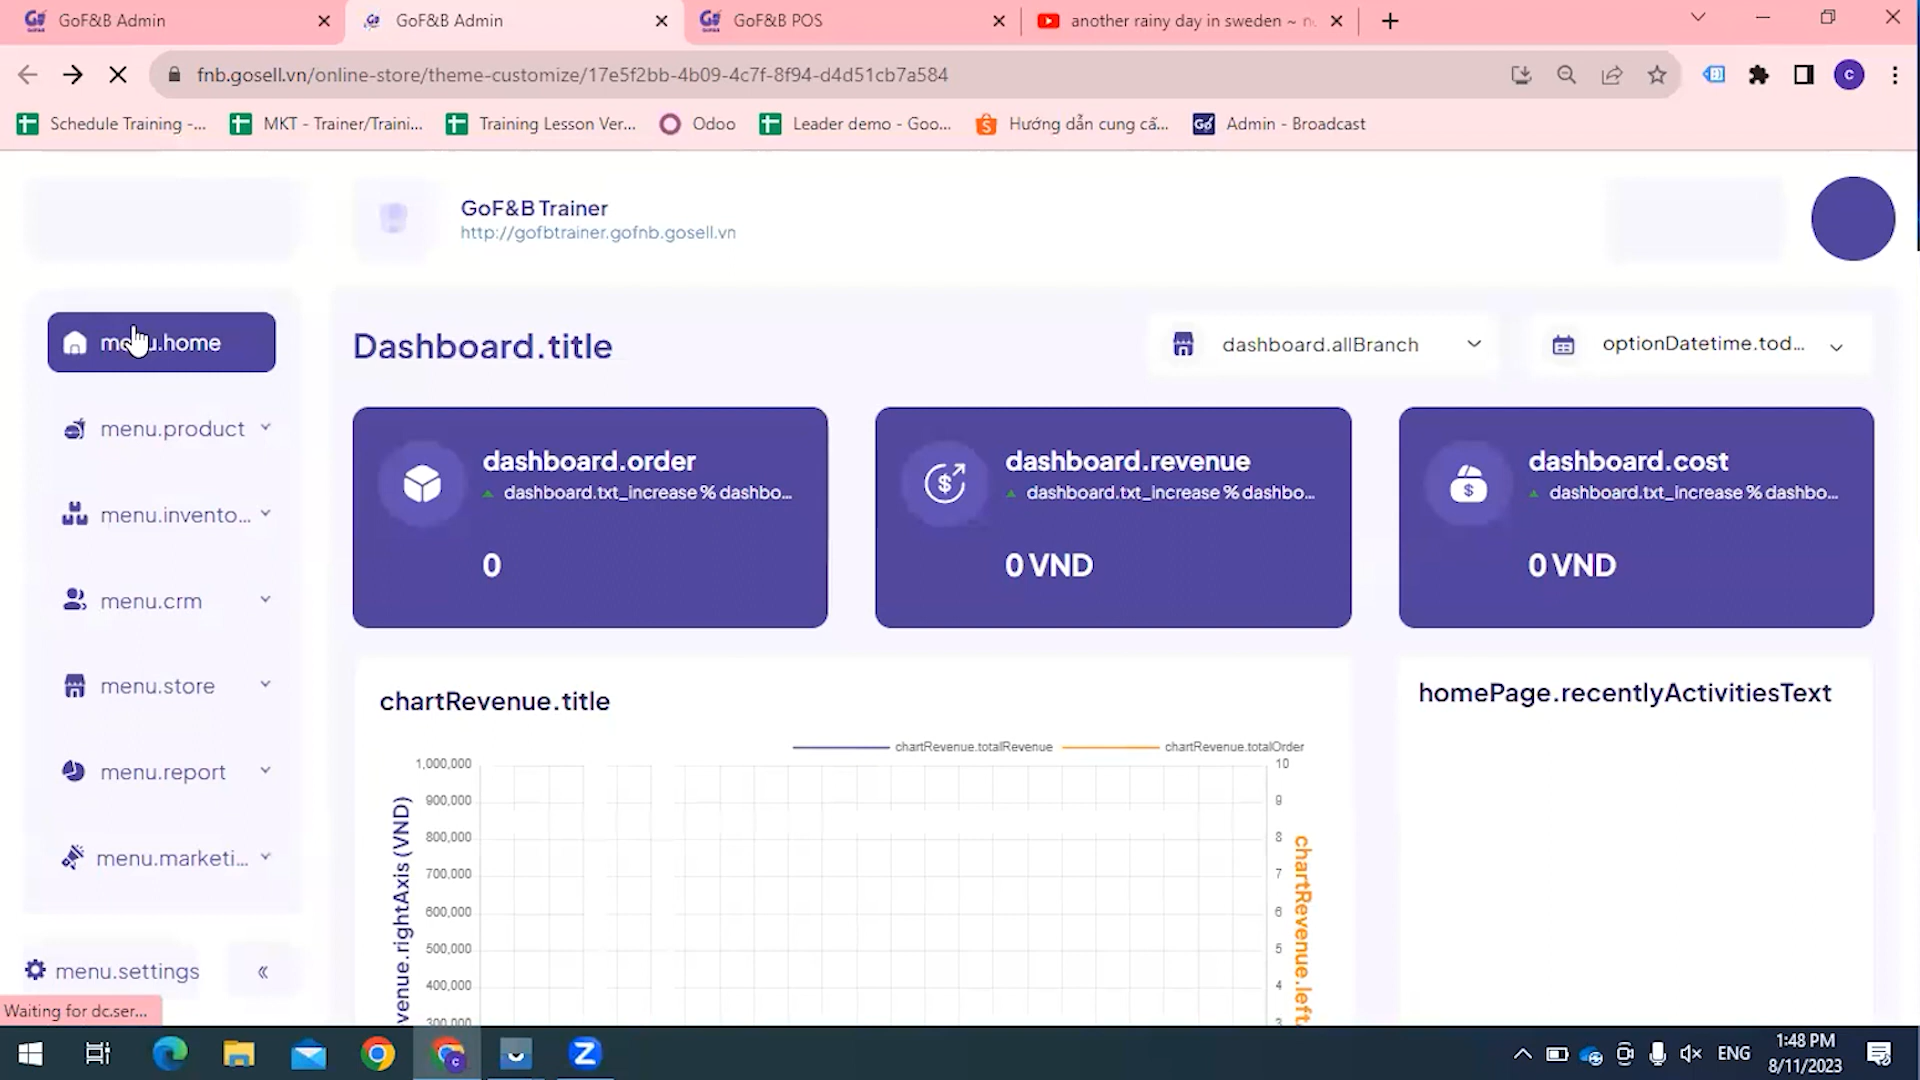 GoF&B Admin
GoF&B Admin
GoF&B POS
another rainy day in sweden ~
fnb.gosell.vn/online-store/theme-customize/17e5f2bb-4b09-4c7f-8f94-d4d51cb7a584
Schedule Training -...
MKT - Trainer/Traini...
Training Lesson Ver...
Odoo
Leader demo - Goo...
Hướng dẫn cung cấ...
Admin - Broadcast
GoF&B Trainer
http://gofbtrainer.gofnb.gosell.vn
menu.home
menu.product
menu.invento...
menu.crm
menu.store
menu.report
menu.marketi...
menu.settings
«
Waiting for dc.ser...
Dashboard.title
dashboard.allBranch
optionDatetime.tod...
dashboard.order
dashboard.txt_increase % dashbo...
0
dashboard.revenue
dashboard.txt_increase % dashbo...
0 VND
dashboard.cost
dashboard.txt_increase % dashbo...
0 VND
chartRevenue.title
chartRevenue.totalRevenue
chartRevenue.totalOrder
1,000,000
900,000
800,000
700,000
600,000
500,000
400,000
300,000
venue.rightAxis (VND)
10
9
8
7
6
5
4
3
chartRevenue.left
homePage.recentlyActivitiesText
ENG
1:48 PM
8/11/2023